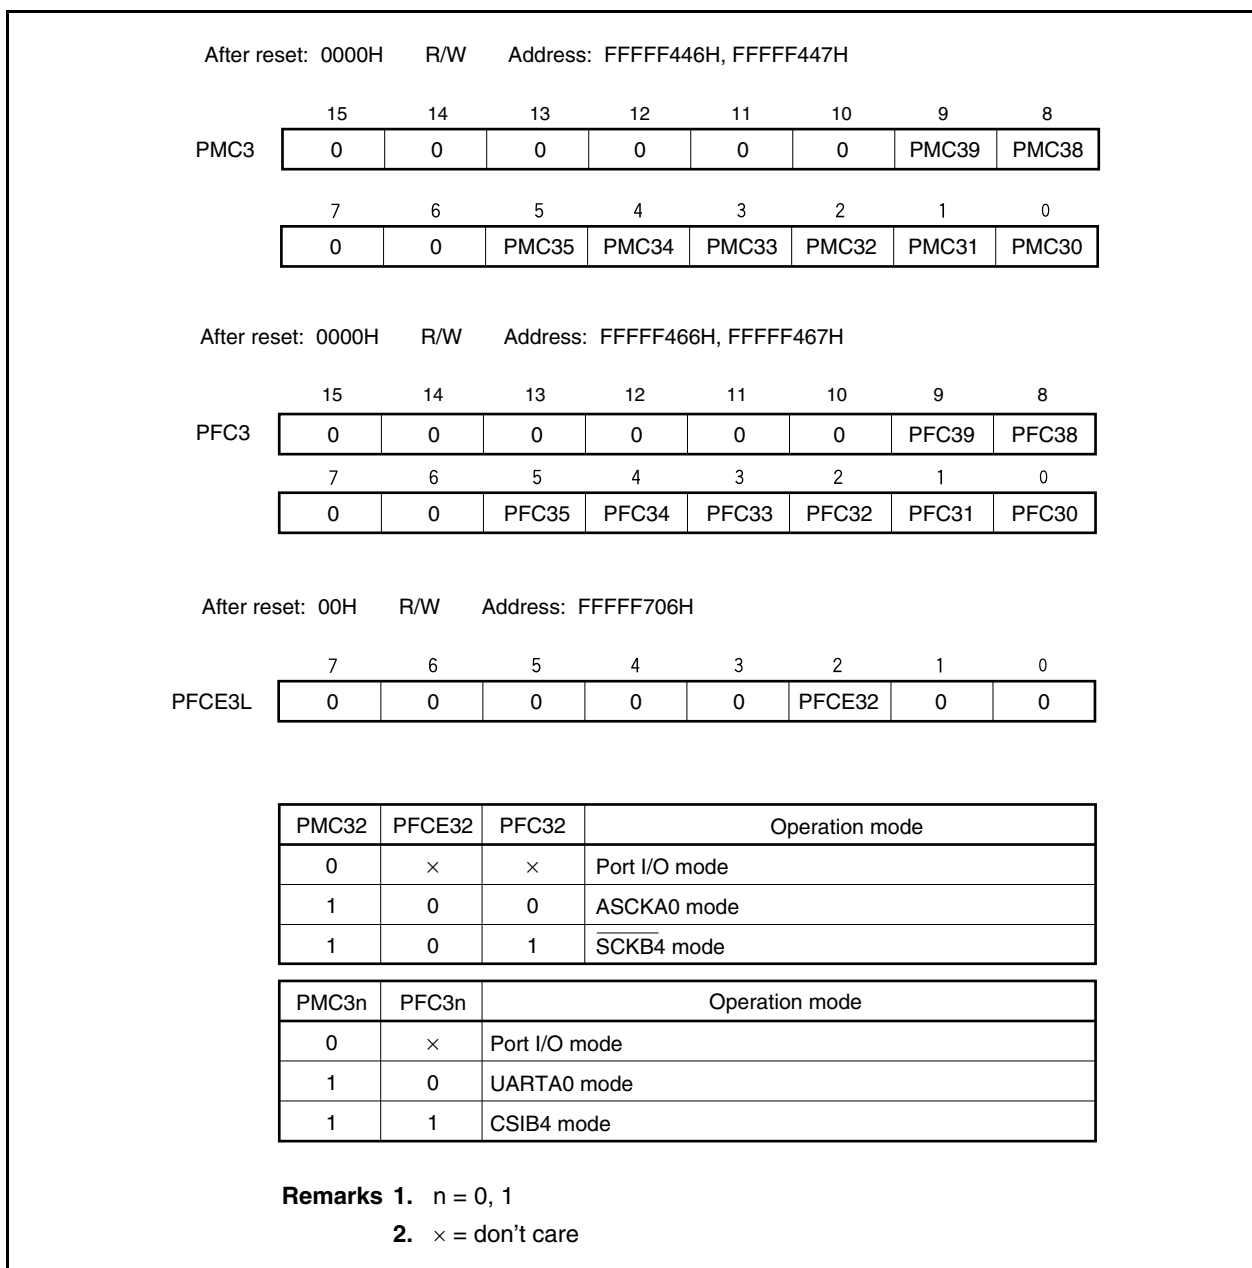 After reset: 0000H R/W Address: FFFFF446H, FFFFF447H
15 14 13 12 11 10 9 8
PMC3 0 0 0 0 0 0 PMC39 PMC38
7 6 5 4 3 2 1 0
0 0 PMC35 PMC34 PMC33 PMC32 PMC31 PMC30
After reset: 0000H R/W Address: FFFFF466H, FFFFF467H
15 14 13 12 11 10 9 8
PFC3 0 0 0 0 0 0 PFC39 PFC38
7 6 5 4 3 2 1 0
0 0 PFC35 PFC34 PFC33 PFC32 PFC31 PFC30
After reset: 00H R/W Address: FFFFF706H
7 6 5 4 3 2 1 0
PFCE3L 0 0 0 0 0 PFCE32 0 0
PMC32 PFCE32 PFC32 Operation mode
0 × × Port I/O mode
1 0 0 ASCKA0 mode
1 0 1 S̅C̅K̅B̅4̅ mode
PMC3n PFC3n Operation mode
0 × Port I/O mode
1 0 UARTA0 mode
1 1 CSIB4 mode
Remarks 1. n = 0, 1
2. × = don't care